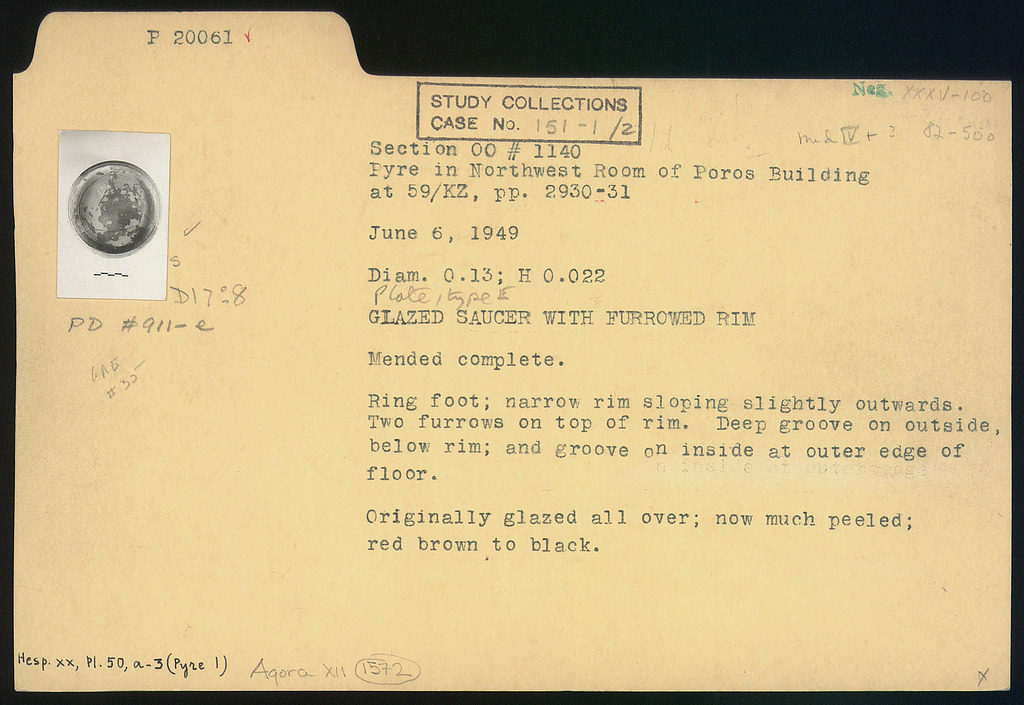 P 20061 ✓
Neg. XXXV-100
82-500
STUDY COLLECTIONS
CASE No. 151-1/2
Section OO # 1140
Pyre in Northwest Room of Poros Building
at 59/KZ, pp. 2930-31
June 6, 1949
Diam. 0.13; H 0.022
Plate, type E
GLAZED SAUCER WITH FURROWED RIM
Mended complete.
Ring foot; narrow rim sloping slightly outwards.
Two furrows on top of rim. Deep groove on outside,
below rim; and groove on inside at outer edge of
floor.
Originally glazed all over; now much peeled;
red brown to black.
S
D17:8
PD #911-e
#35
Hesp. xx, Pl. 50, a-3 (Pyre 1)
Agora XII 1572
X